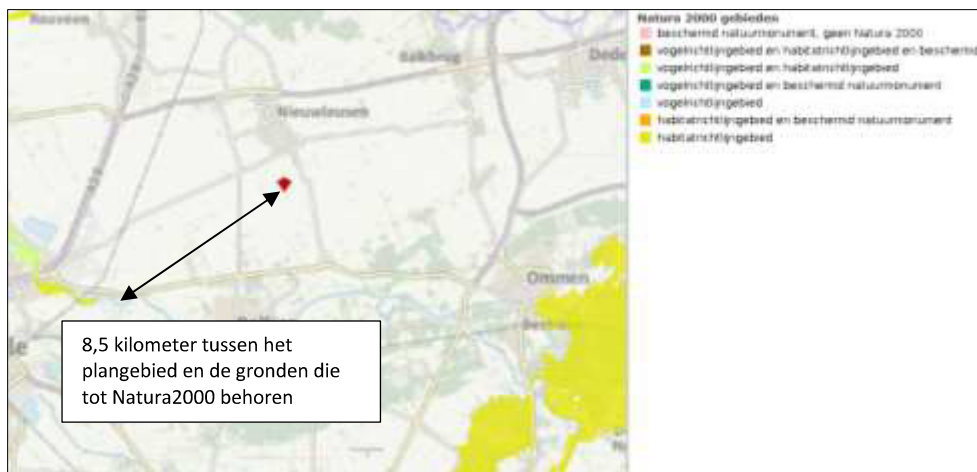 Rouveen
Balkbrug
Nieuwleusen
Ommen
8,5 kilometer tussen het
plangebied en de gronden die
tot Natura2000 behoren
Natura 2000 gebieden
beschermd natuurmonument, geen Natura 2000
vogelrichtlijngebied en habitatrichtlijngebied en beschermd
vogelrichtlijngebied en habitatrichtlijngebied
vogelrichtlijngebied en beschermd natuurmonument
vogelrichtlijngebied
habitatrichtlijngebied en beschermd natuurmonument
habitatrichtlijngebied